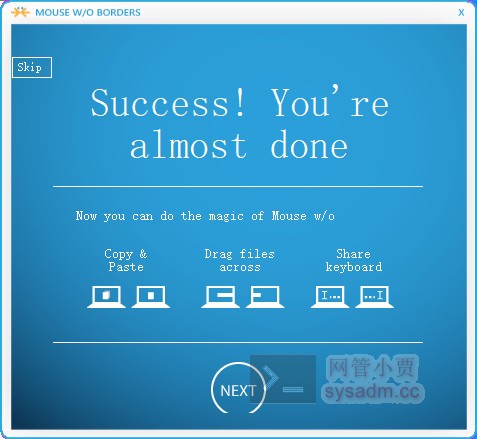 MOUSE W/O BORDERS
X
Skip
Success! You're
almost done
Now you can do the magic of Mouse w/o
Copy &
Paste
Drag files
across
Share
keyboard
NEXT
网管小贾
sysadm.cc